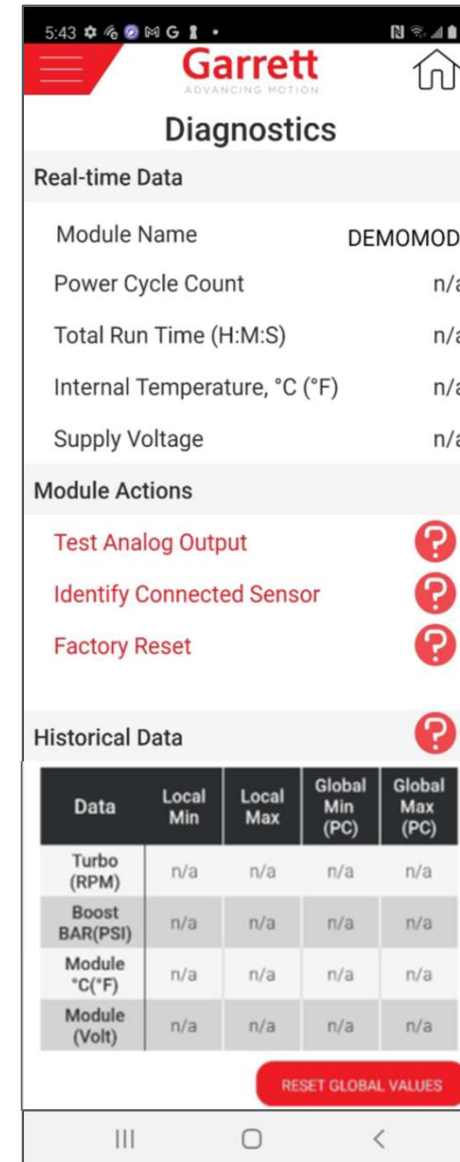 5:43
Garrett
ADVANCING MOTION
Diagnostics
Real-time Data
Module Name DEMOMOD
Power Cycle Count n/a
Total Run Time (H:M:S) n/a
Internal Temperature, °C (°F) n/a
Supply Voltage n/a
Module Actions
Test Analog Output ?
Identify Connected Sensor ?
Factory Reset ?
Historical Data ?
Data Local Min Local Max Global Min (PC) Global Max (PC)
Turbo (RPM) n/a n/a n/a n/a
Boost BAR(PSI) n/a n/a n/a n/a
Module °C(°F) n/a n/a n/a n/a
Module (Volt) n/a n/a n/a n/a
RESET GLOBAL VALUES